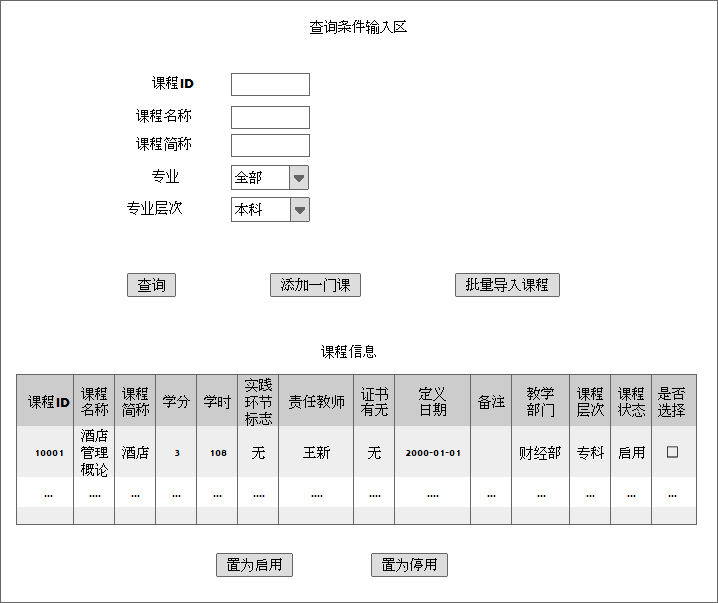 查询条件输入区
课程ID
课程名称
课程简称
专业 全部
专业层次 本科
查询 添加一门课 批量导入课程
课程信息
课程ID 课程名称 课程简称 学分 学时 实践环节标志 责任教师 证书有无 定义日期 备注 教学部门 课程层次 课程状态 是否选择
10001 酒店管理概论 酒店 3 108 无 王新 无 2000-01-01 财经部 专科 启用
... .... ... ... ... .... .... .... .... ... ... ... ... ...
置为启用 置为停用